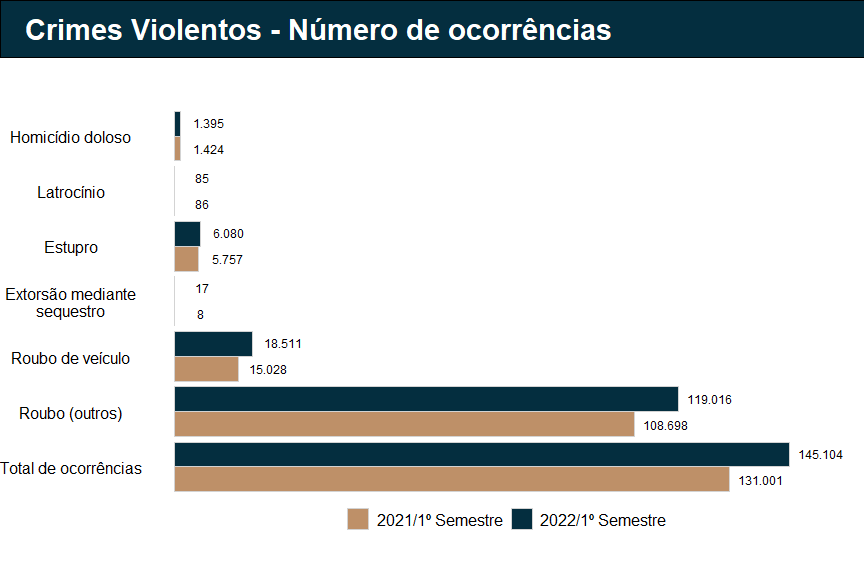 Crimes Violentos - Número de ocorrências
Homicídio doloso
1.395
1.424
Latrocínio
85
86
Estupro
6.080
5.757
Extorsão mediante
sequestro
17
8
Roubo de veículo
18.511
15.028
Roubo (outros)
119.016
108.698
Total de ocorrências
145.104
131.001
2021/1º Semestre
2022/1º Semestre